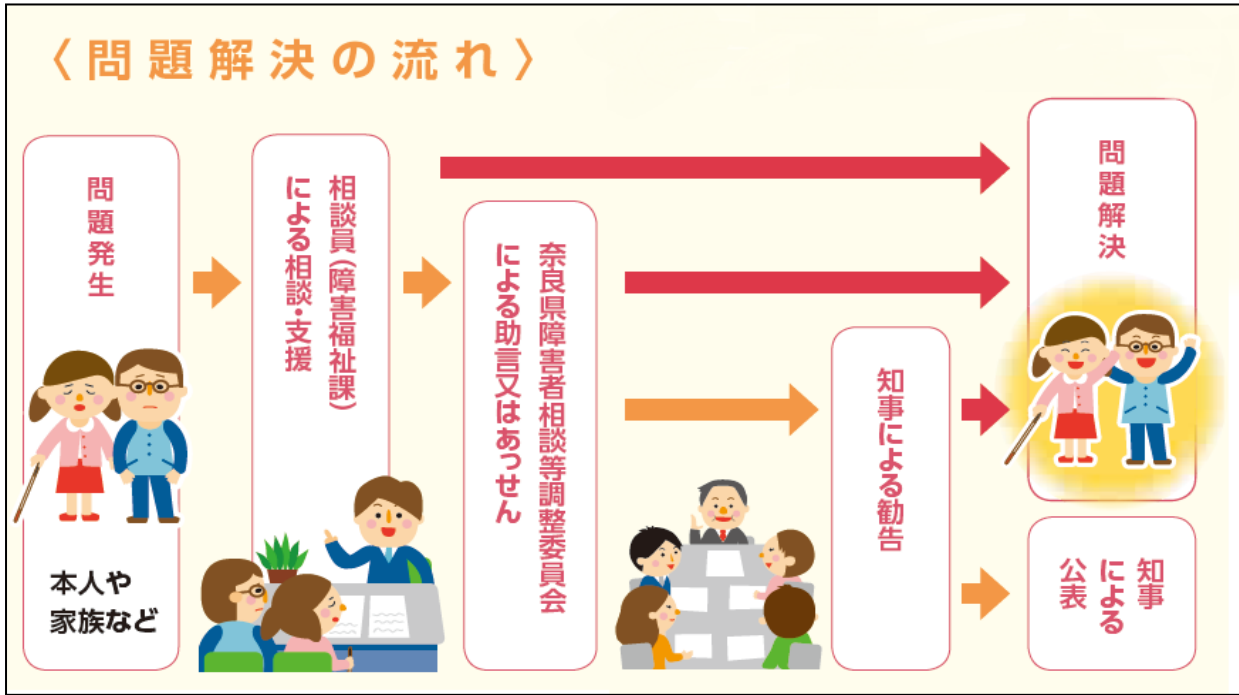 〈問題解決の流れ〉
問題発生
本人や
家族など
相談員(障害福祉課)
による相談・支援
奈良県障害者相談等調整委員会
による助言又はあっせん
知事による勧告
問題解決
知事
による
公表